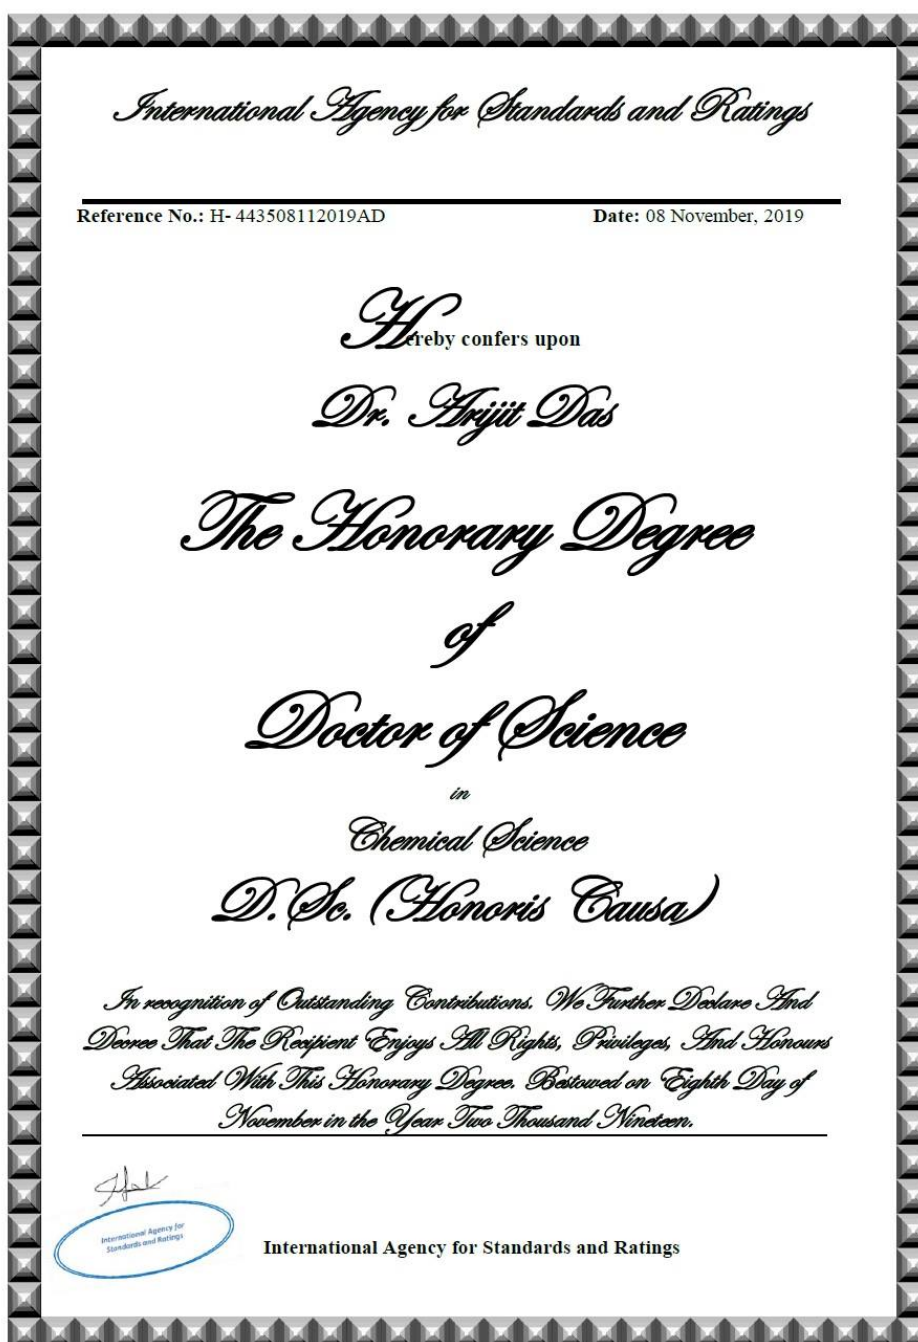 International Agency for Standards and Ratings
Reference No.: H- 443508112019AD Date: 08 November, 2019
Hereby confers upon
Dr. Arijit Das
The Honorary Degree
of
Doctor of Science
in
Chemical Science
D.Sc. (Honoris Causa)
In recognition of Outstanding Contributions. We Further Declare And
Decree That The Recipient Enjoys All Rights, Privileges, And Honours
Associated With This Honorary Degree. Bestowed on Eighth Day of
November in the Year Two Thousand Nineteen.
International Agency for
Standards and Ratings
International Agency for Standards and Ratings